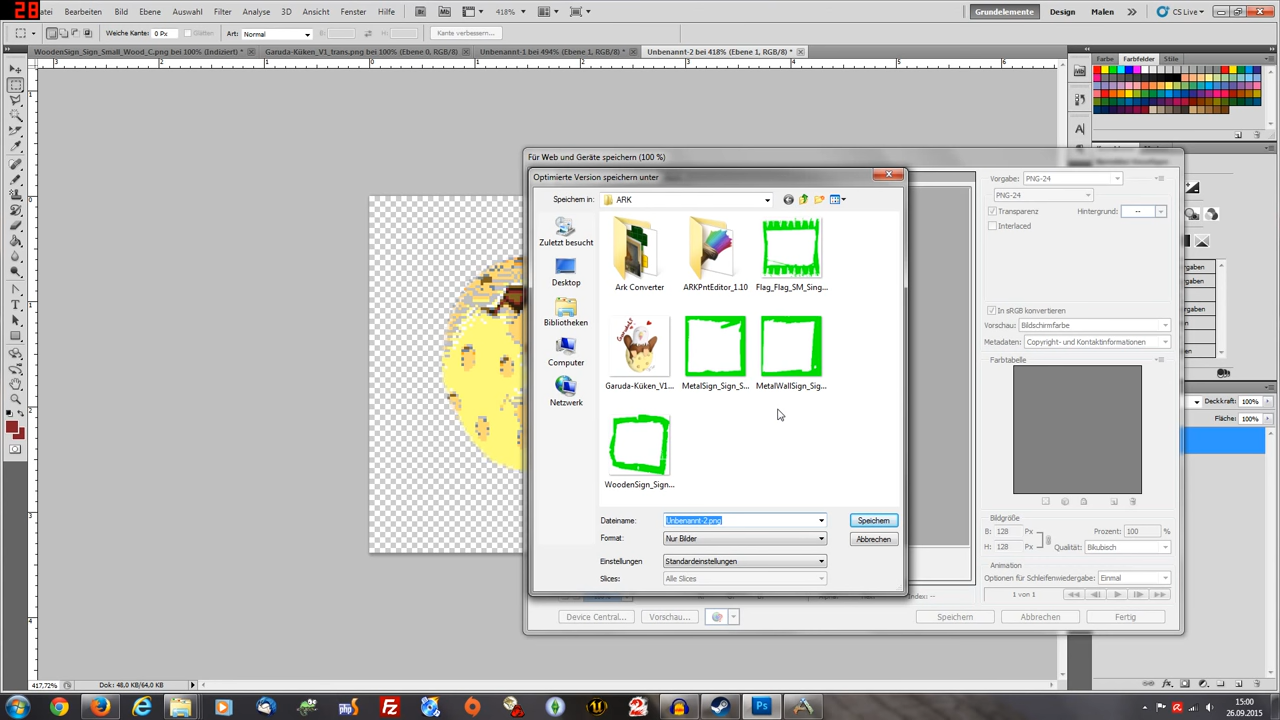 28
atei Bearbeiten Bild Ebene Auswahl Filter Analyse 3D Ansicht Fenster Hilfe Br Mb 418%
Grundelemente Design Malen CS Live
Weiche Kante: 0 Px Glätten Art: Normal Breite: Höhe: Kante verbessern...
WoodenSign_Sign_Small_Wood_C.png bei 100% (Indiziert) *
Garuda-Küken_V1_trans.png bei 100% (Ebene 0, RGB/8)
Unbenannt-1 bei 494% (Ebene 1, RGB/8) *
Unbenannt-2 bei 418% (Ebene 1, RGB/8) *
Farbe Farbfelder Stile
Für Web und Geräte speichern (100 %)
Optimierte Version speichern unter
Speichern in: ARK
Zuletzt besucht
Desktop
Bibliotheken
Computer
Netzwerk
Ark Converter
ARKPntEditor_1.10
Flag_Flag_SM_Sing...
Garuda-Küken_V1...
MetalSign_Sign_S...
MetalWallSign_Sig...
WoodenSign_Sign...
Dateiname: Unbenannt-2.png Speichern
Format: Nur Bilder Abbrechen
Einstellungen Standardeinstellungen
Slices: Alle Slices
Vorgabe: PNG-24
PNG-24
Transparenz Hintergrund: --
Interlaced
In sRGB konvertieren
Vorschau: Bildschirmfarbe
Metadaten: Copyright- und Kontaktinformationen
Farbtabelle
Bildgröße
B: 128 Px Prozent: 100 %
H: 128 Px Qualität: Bikubisch
Animation
Optionen für Schleifenwiedergabe: Einmal
1 von 1
Device Central... Vorschau... Speichern Abbrechen Fertig
Deckkraft: 100%
Fläche: 100%
417,72% Dok: 48,0 KB/64,0 KB
15:00
26.09.2015